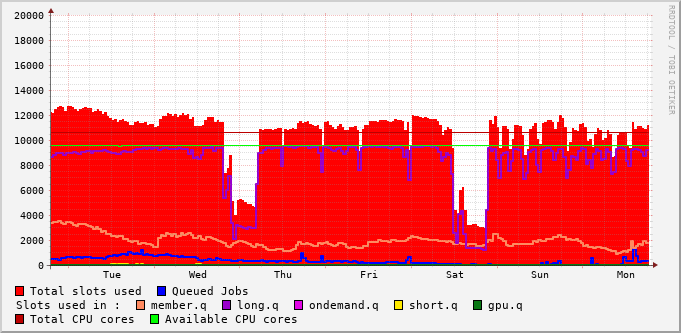 20000
18000
16000
14000
12000
10000
8000
6000
4000
2000
0
Tue Wed Thu Fri Sat Sun Mon
Total slots used Queued Jobs
Slots used in : member.q long.q ondemand.q short.q gpu.q
Total CPU cores Available CPU cores
RRDTOOL / TOBI OETIKER